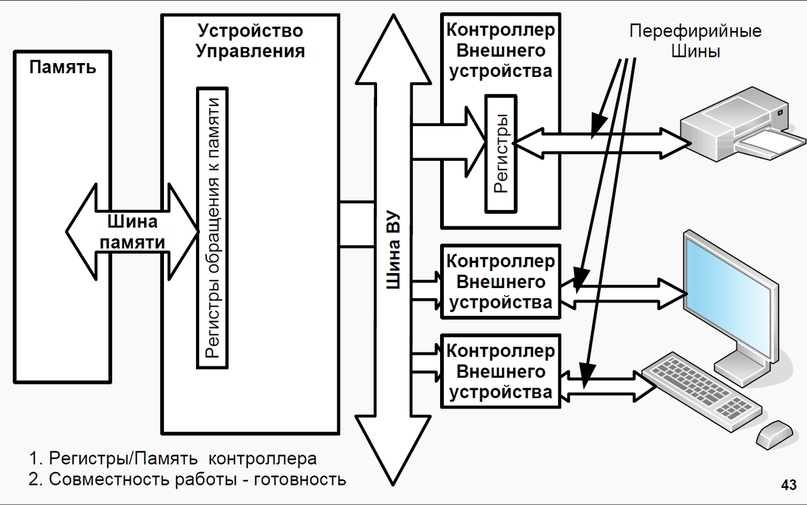 Память
Устройство
Управления
Регистры обращения к памяти
Шина
памяти
Шина ВУ
Контроллер
Внешнего
устройства
Регистры
Контроллер
Внешнего
устройства
Контроллер
Внешнего
устройства
Перефирийные
Шины
1. Регистры/Память контроллера
2. Совместность работы - готовность
43